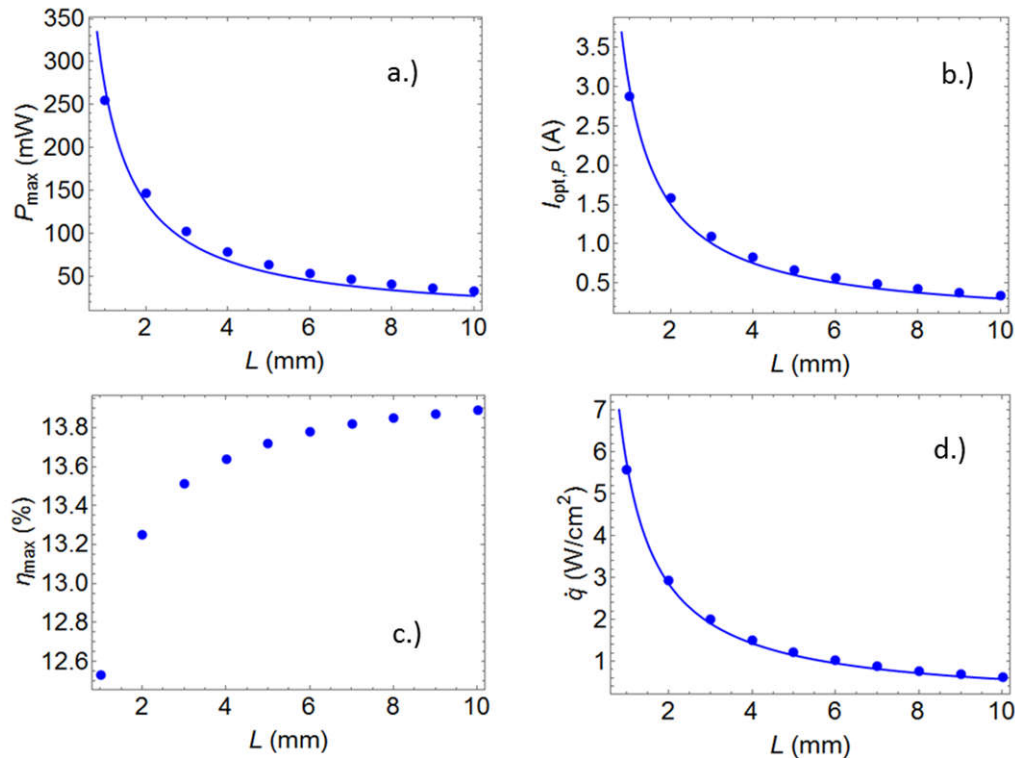 350
300
250
200
150
100
50
P_max (mW)
a.)
2 4 6 8 10
L (mm)
3.5
3.0
2.5
2.0
1.5
1.0
0.5
I_opt,P (A)
b.)
2 4 6 8 10
L (mm)
13.8
13.6
13.4
13.2
13.0
12.8
12.6
η_max (%)
c.)
2 4 6 8 10
L (mm)
7
6
5
4
3
2
1
q̇ (W/cm²)
d.)
2 4 6 8 10
L (mm)